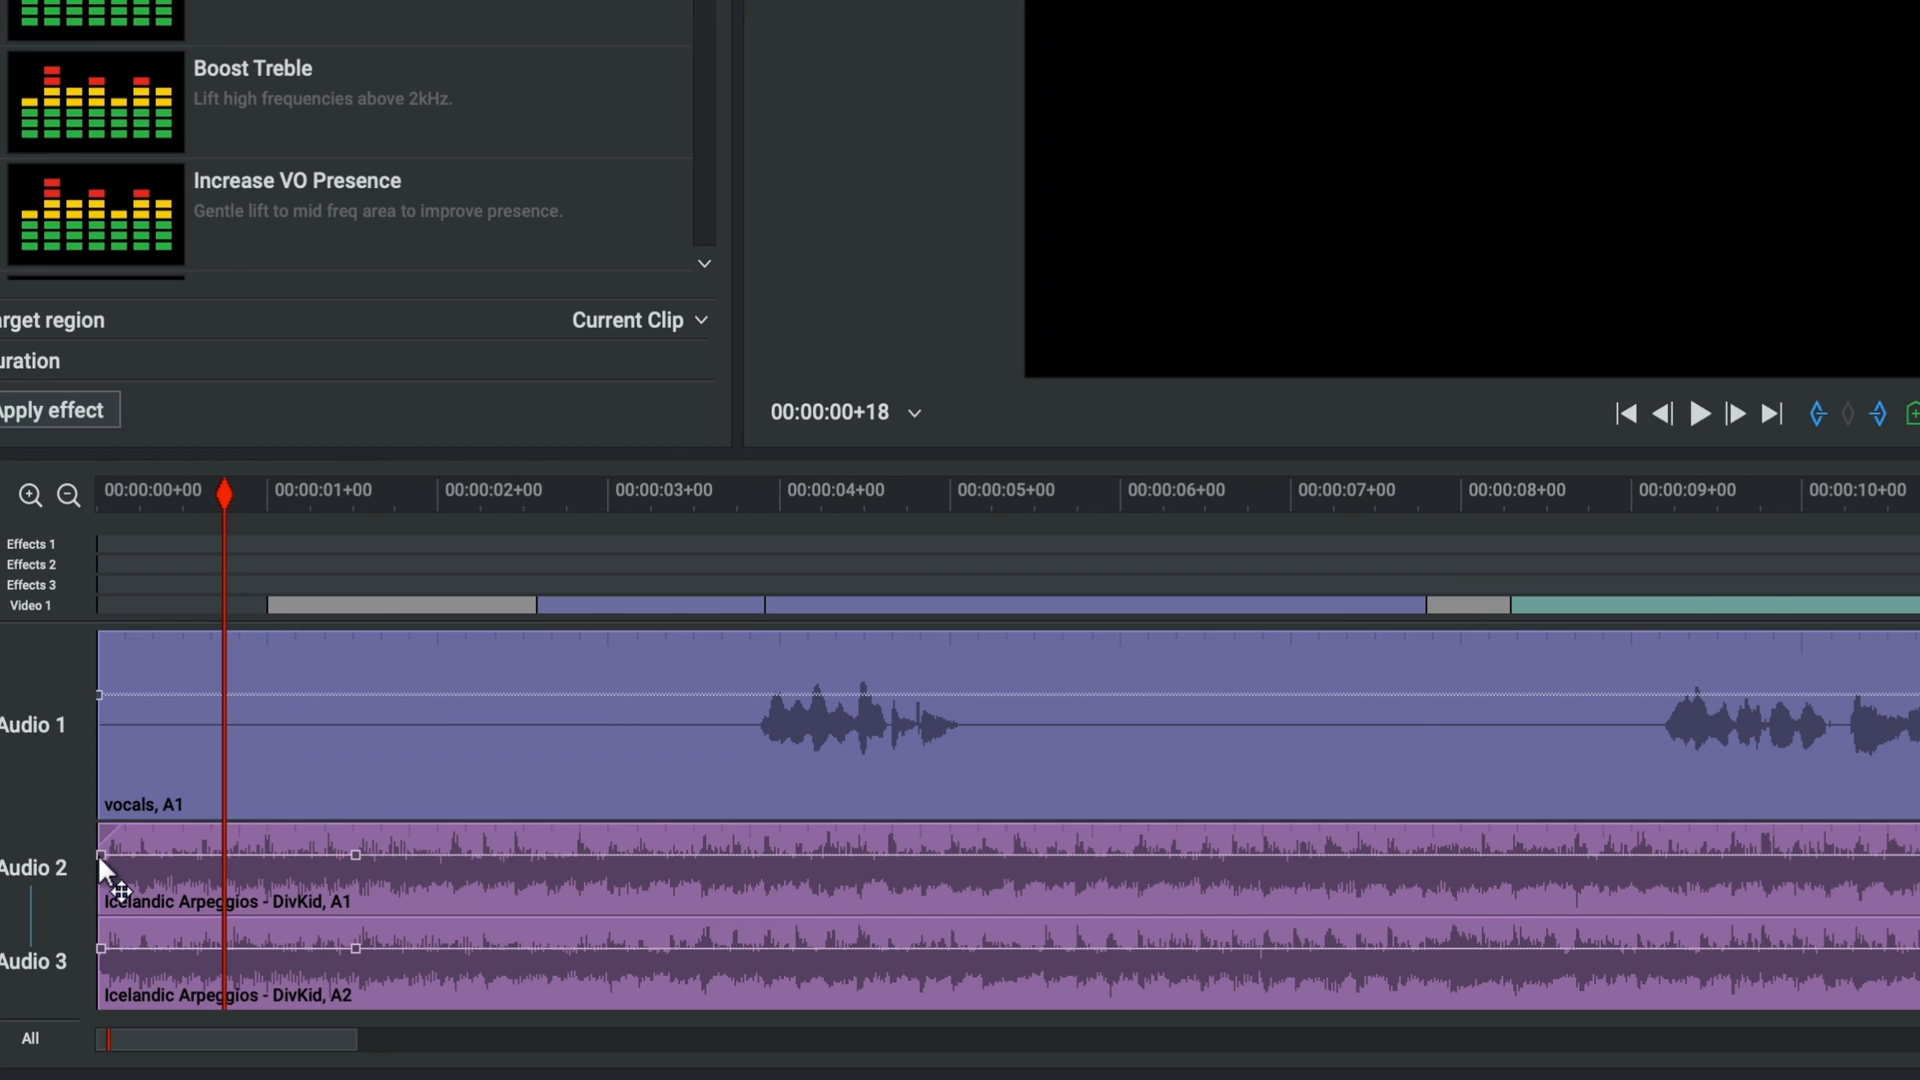 Boost Treble
Lift high frequencies above 2kHz.
Increase VO Presence
Gentle lift to mid freq area to improve presence.
arget region
Current Clip
uration
Apply effect
00:00:00+18
00:00:00+00 00:00:01+00 00:00:02+00 00:00:03+00 00:00:04+00 00:00:05+00 00:00:06+00 00:00:07+00 00:00:08+00 00:00:09+00 00:00:10+00
Effects 1
Effects 2
Effects 3
Video 1
Audio 1
vocals, A1
Audio 2
Icelandic Arpeggios - DivKid, A1
Audio 3
Icelandic Arpeggios - DivKid, A2
All